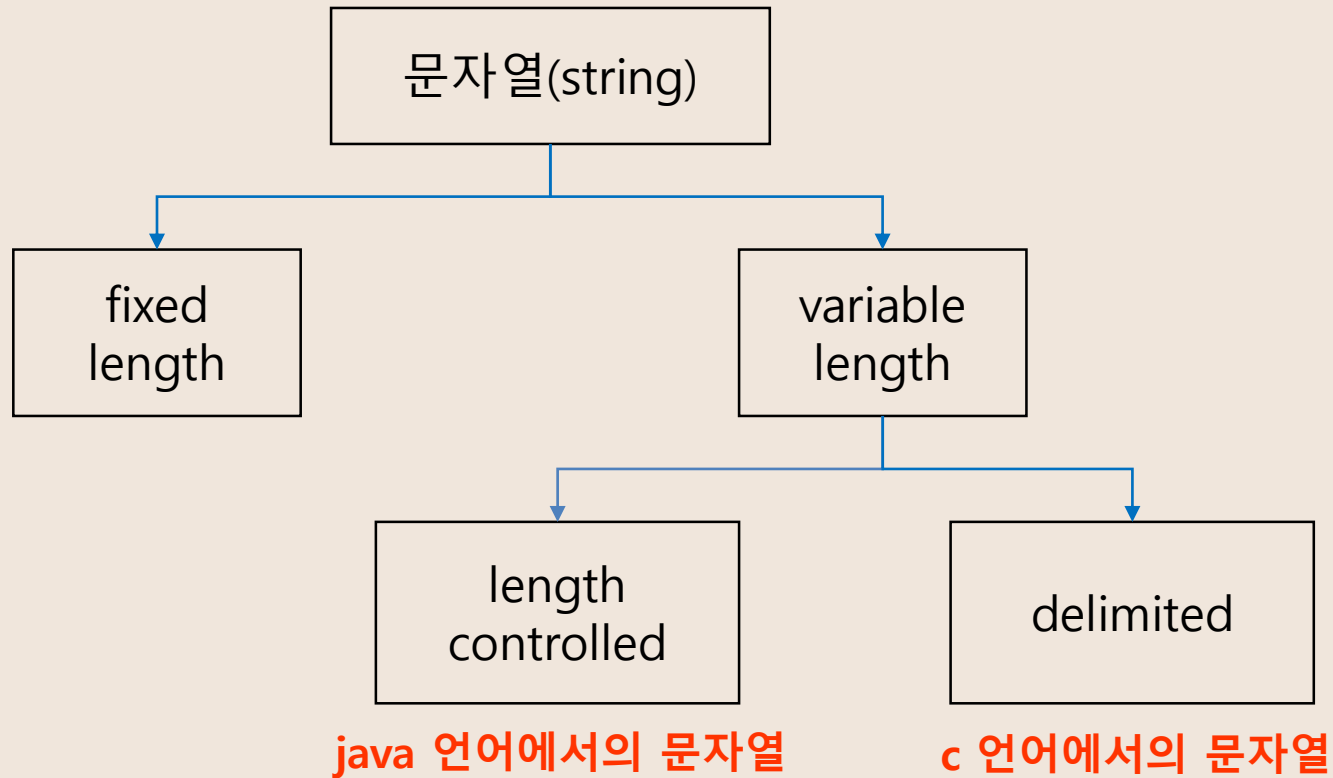 문자열(string)
fixed
length
variable
length
length
controlled
delimited
java 언어에서의 문자열
c 언어에서의 문자열